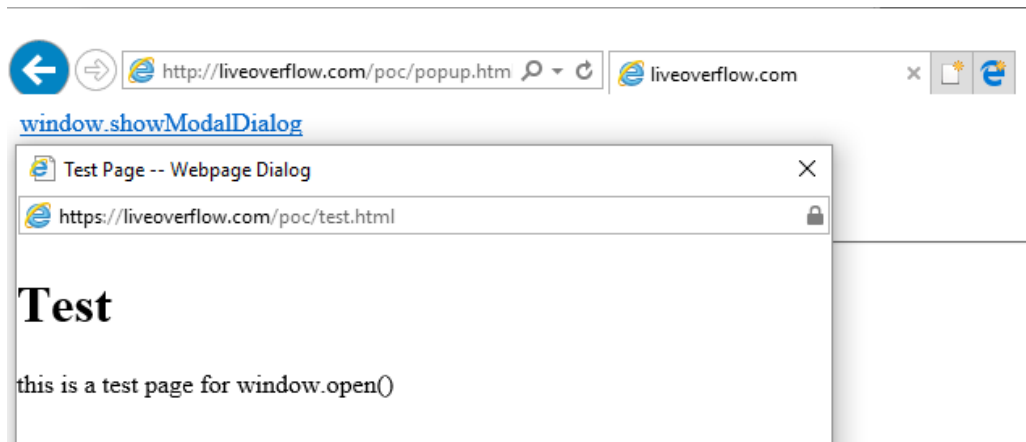 http://liveoverflow.com/poc/popup.htm liveoverflow.com
window.showModalDialog
Test Page -- Webpage Dialog
https://liveoverflow.com/poc/test.html
Test
this is a test page for window.open()